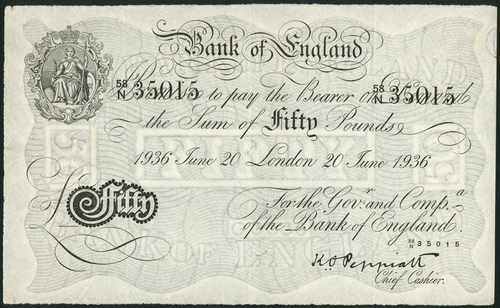 Bank of England
58/N 35015 58/N 35015
to pay the Bearer on Demand
the Sum of Fifty Pounds
1936 June 20 London 20 June 1936
For the Govr. and Compa.
of the Bank of England.
£ Fifty
58/N 35015
K.O. Peppiatt
Chief Cashier.